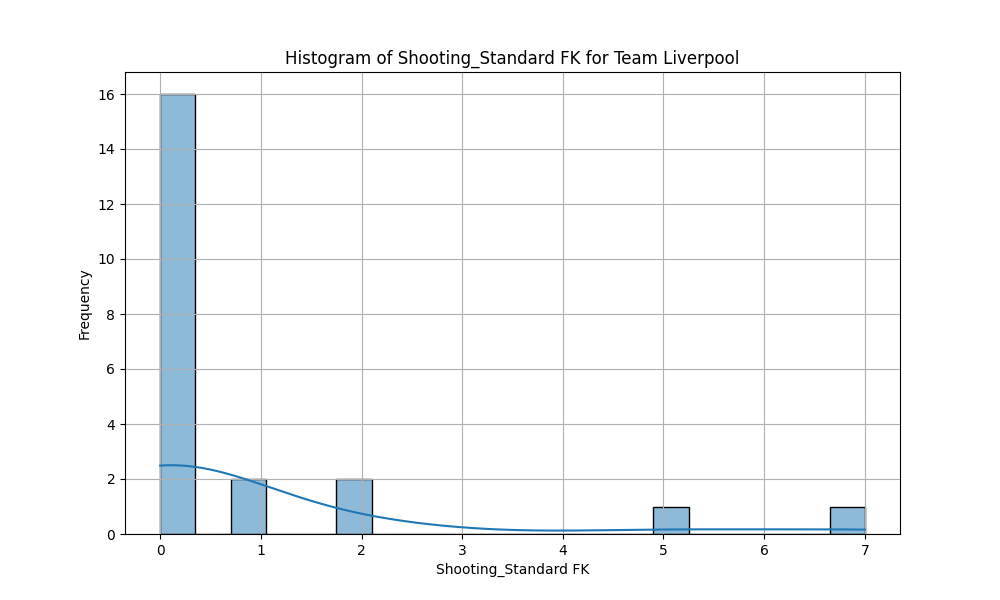 Histogram of Shooting_Standard FK for Team Liverpool
16
14
12
10
8
6
4
2
0
Frequency
0 1 2 3 4 5 6 7
Shooting_Standard FK